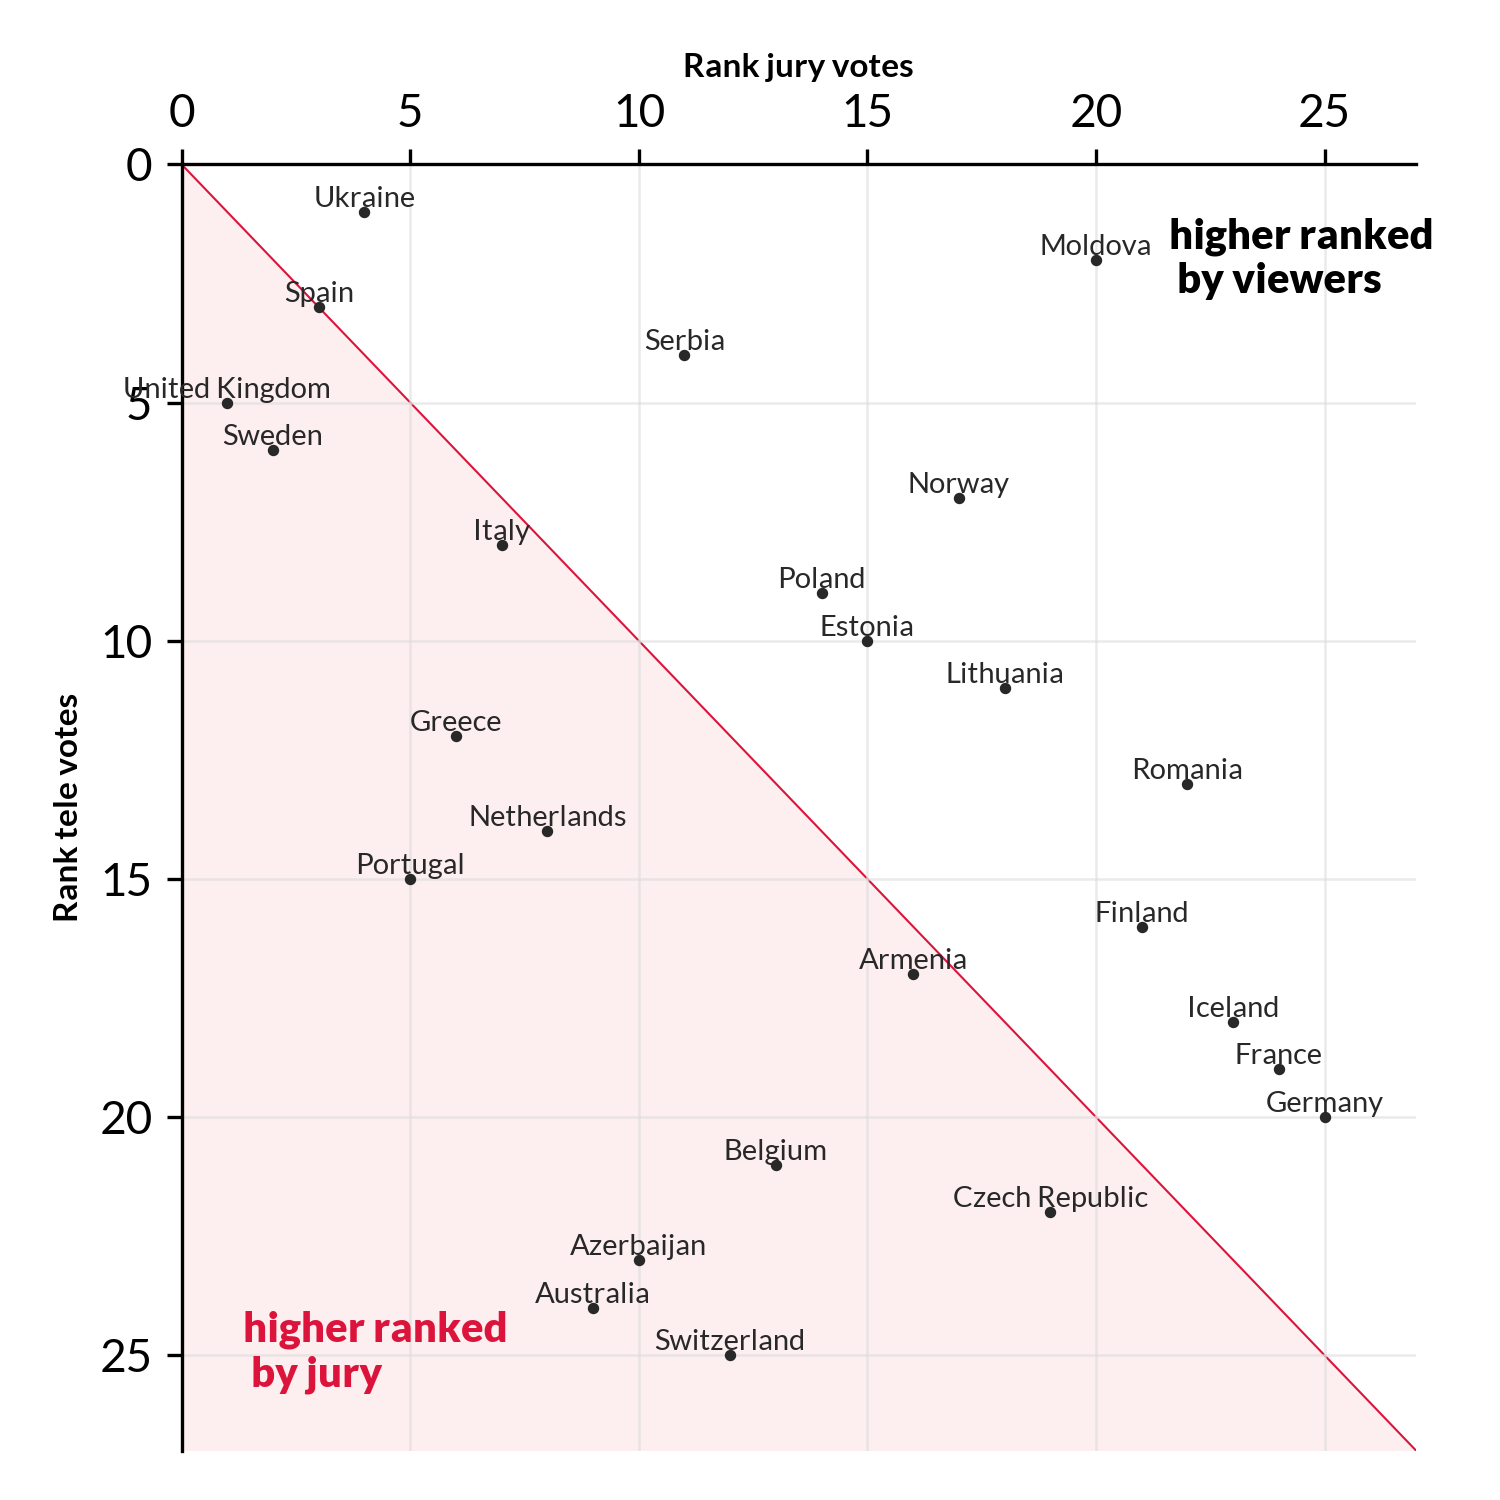 Rank jury votes
0 5 10 15 20 25
0
Ukraine
higher ranked
by viewers
Moldova
Spain
Serbia
United Kingdom
5
Sweden
Norway
Italy
Poland
Estonia
10
Lithuania
Rank tele votes
Greece
Romania
Netherlands
Portugal
15
Finland
Armenia
Iceland
France
Germany
20
Belgium
Czech Republic
Azerbaijan
Australia
higher ranked
by jury
Switzerland
25